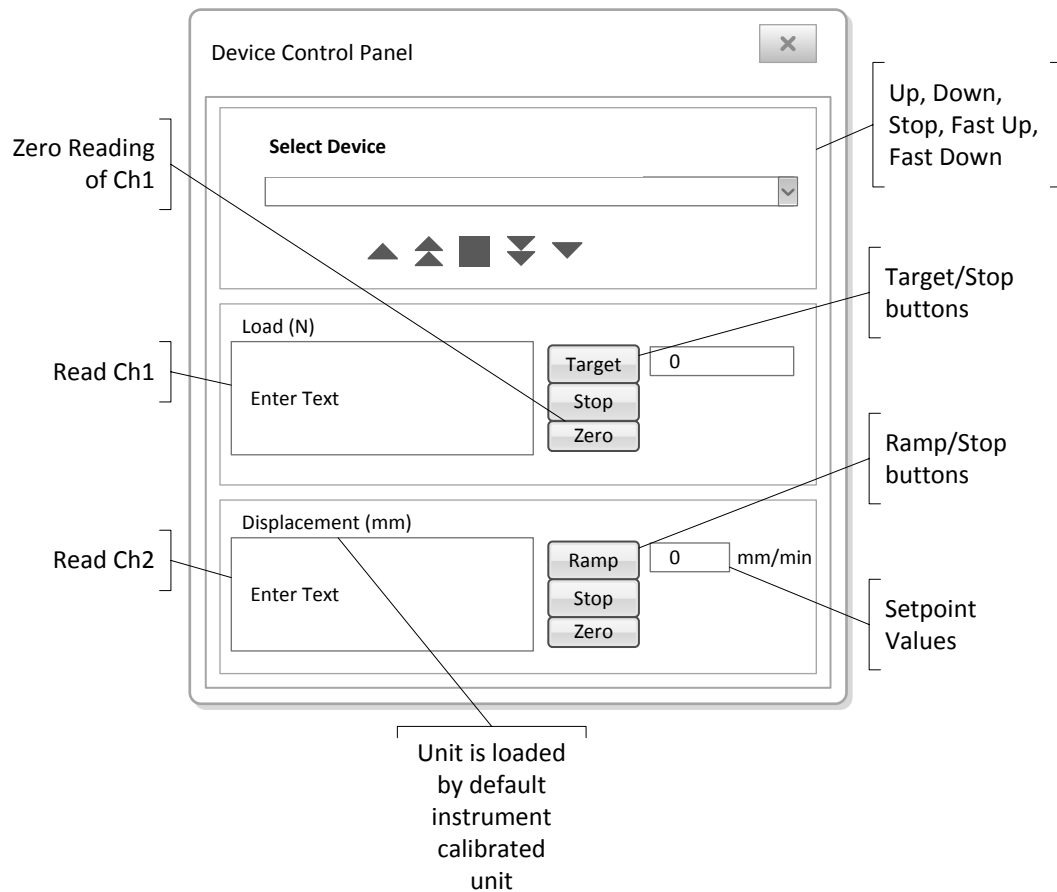 Device Control Panel
Select Device
Load (N)
Enter Text
Target
0
Stop
Zero
Displacement (mm)
Enter Text
Ramp
0
mm/min
Stop
Zero
Zero Reading
of Ch1
Read Ch1
Read Ch2
Up, Down,
Stop, Fast Up,
Fast Down
Target/Stop
buttons
Ramp/Stop
buttons
Setpoint
Values
Unit is loaded
by default
instrument
calibrated
unit